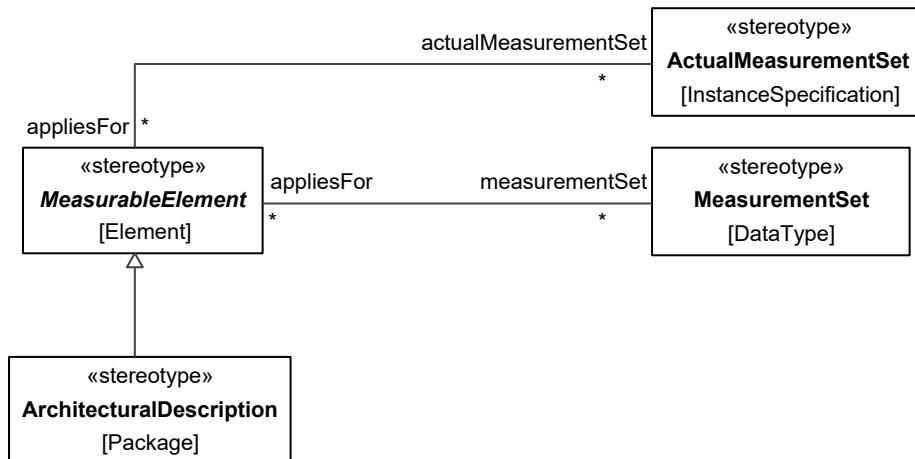 «stereotype»
ActualMeasurementSet
[InstanceSpecification]
actualMeasurementSet
*
appliesFor
*
«stereotype»
MeasurableElement
[Element]
appliesFor
*
measurementSet
*
«stereotype»
MeasurementSet
[DataType]
«stereotype»
ArchitecturalDescription
[Package]